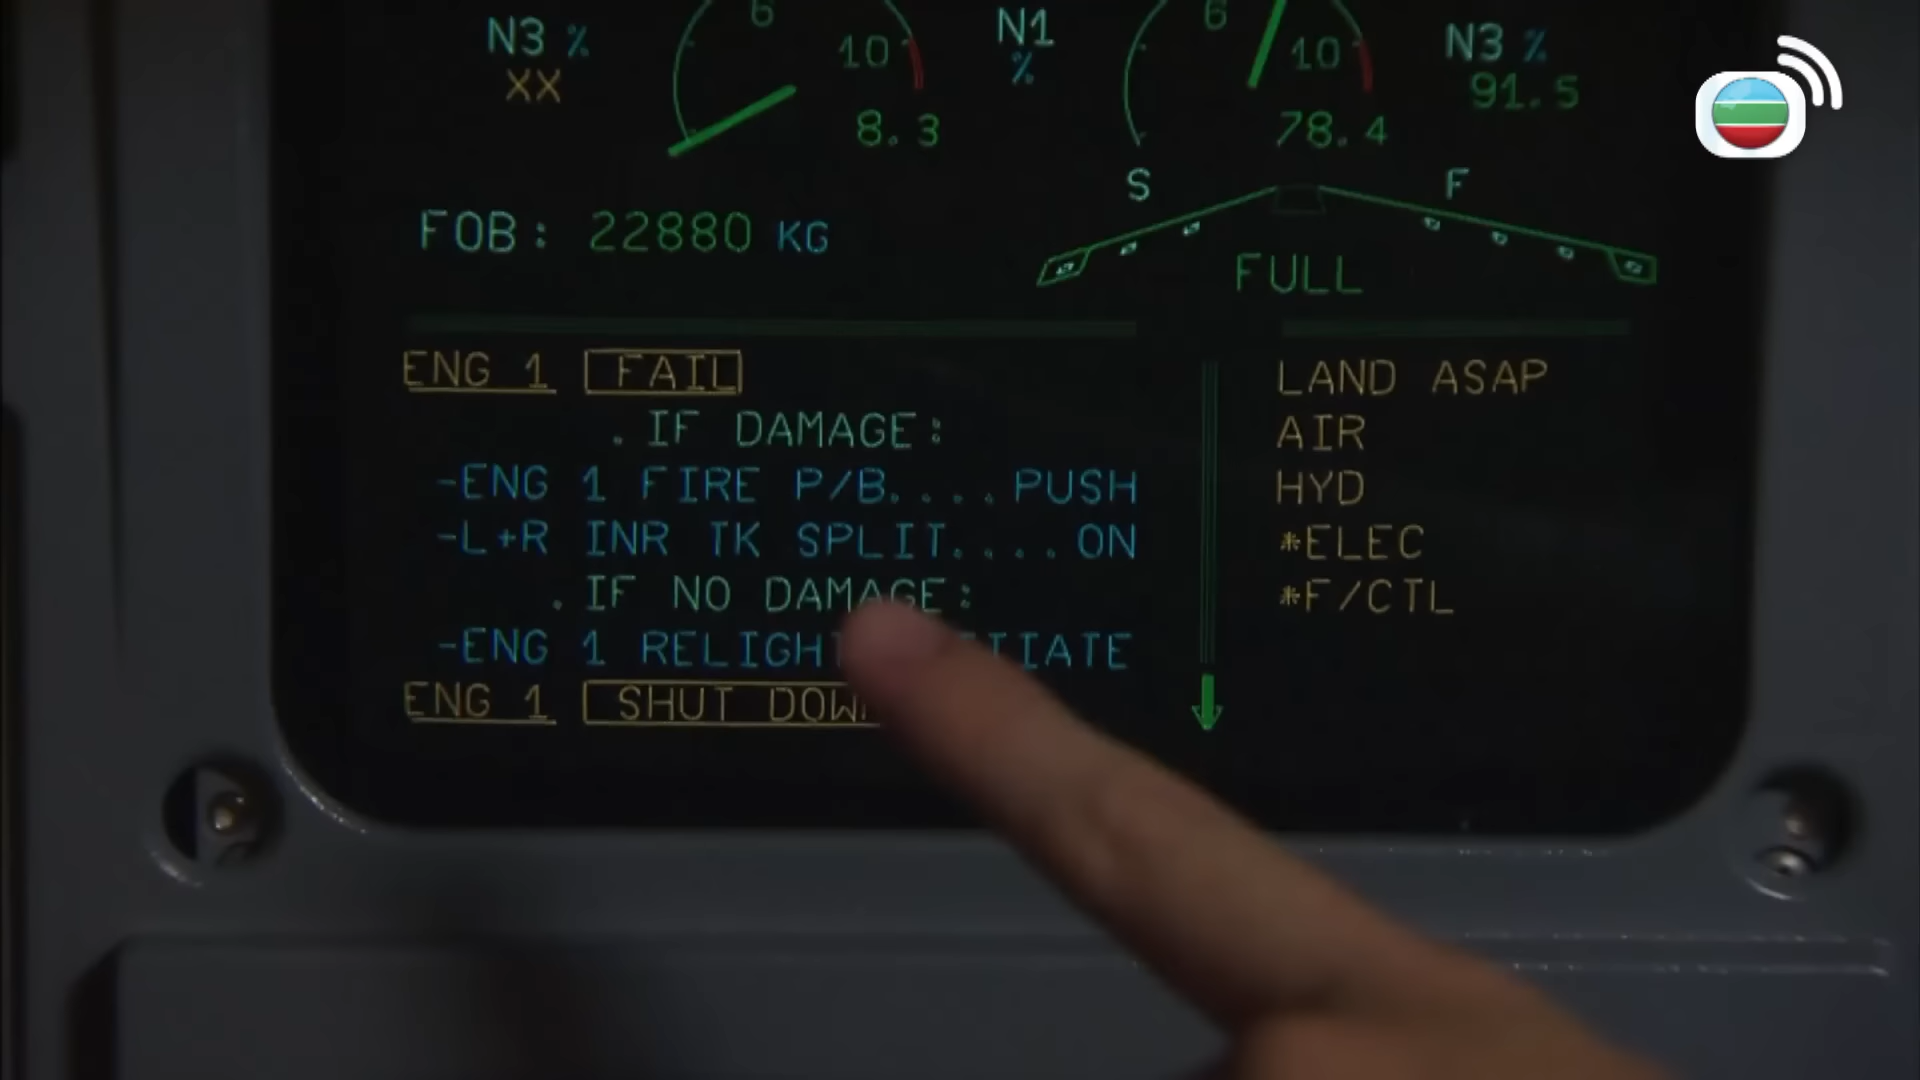 6 6
N3 % 10 N1 10 N3 %
XX % 91.5
8.3 78.4
S F
FOB: 22880 KG
FULL
ENG 1 FAIL
.IF DAMAGE:
-ENG 1 FIRE P/B....PUSH
-L+R INR TK SPLIT....ON
.IF NO DAMAGE:
-ENG 1
ENG 1 SHUT DOWN
LAND ASAP
AIR
HYD
*ELEC
*F/CTL